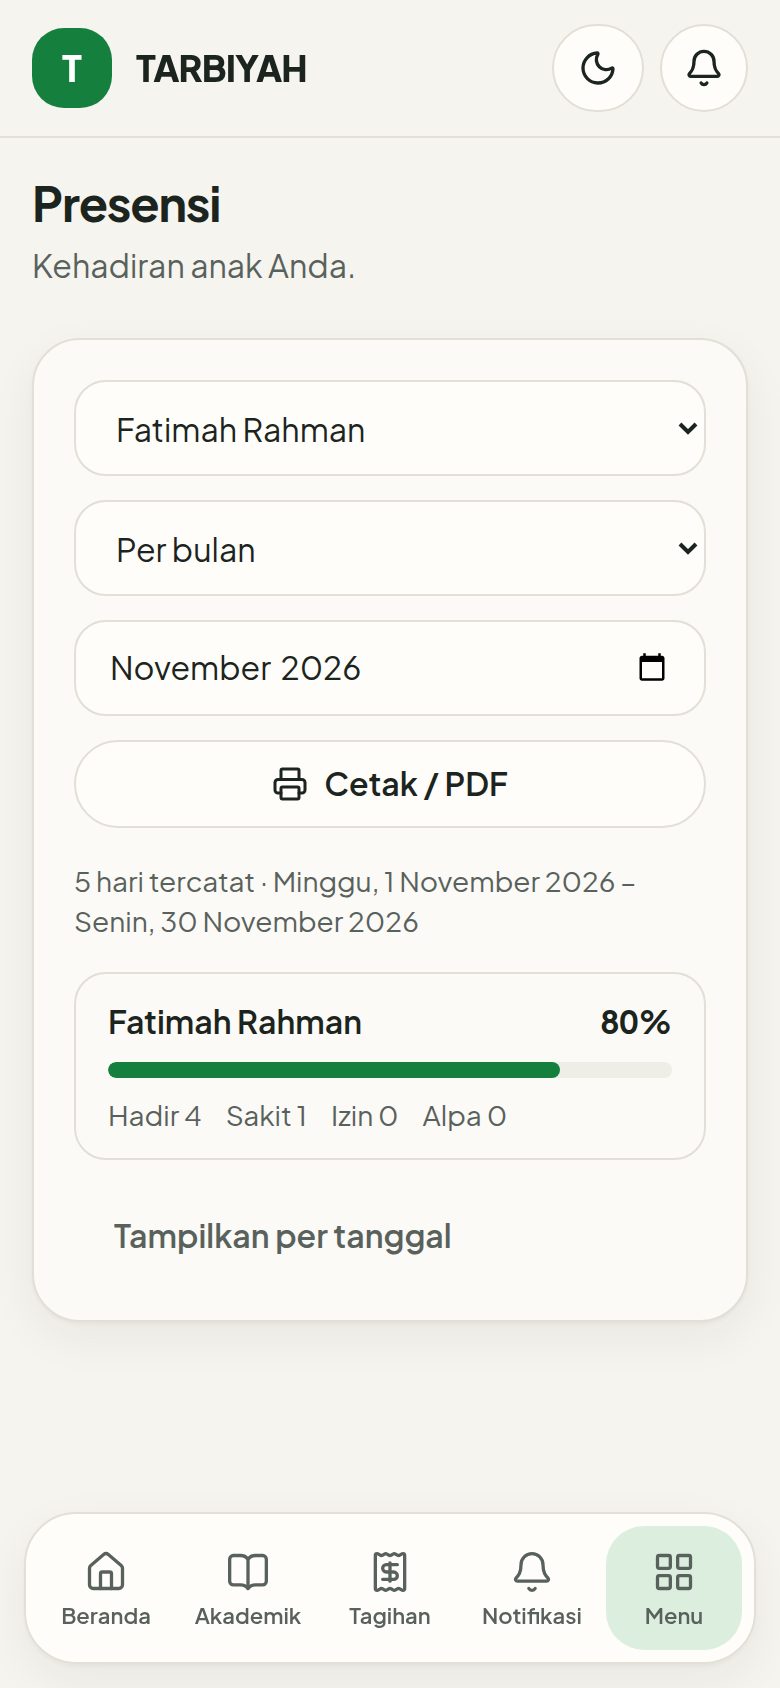 T
TARBIYAH
Presensi
Kehadiran anak Anda.
Fatimah Rahman
Per bulan
November 2026
Cetak / PDF
5 hari tercatat · Minggu, 1 November 2026 –
Senin, 30 November 2026
Fatimah Rahman 80%
Hadir 4 Sakit 1 Izin 0 Alpa 0
Tampilkan per tanggal
Beranda Akademik Tagihan Notifikasi Menu